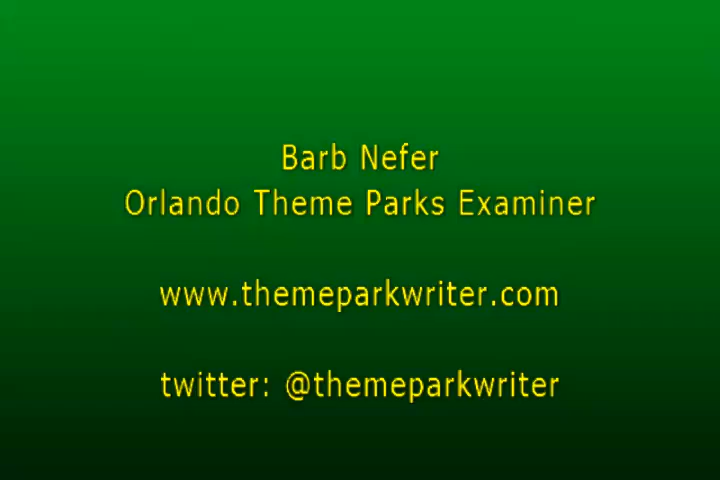 Barb Nefer
Orlando Theme Parks Examiner
www.themeparkwriter.com
twitter: @themeparkwriter